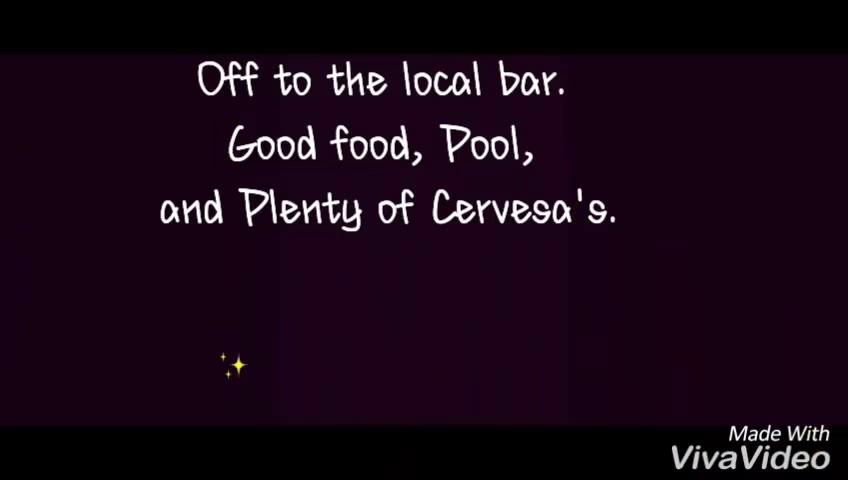 Off to the local bar.
Good food, Pool,
and Plenty of Cervesa's.
Made With
VivaVideo